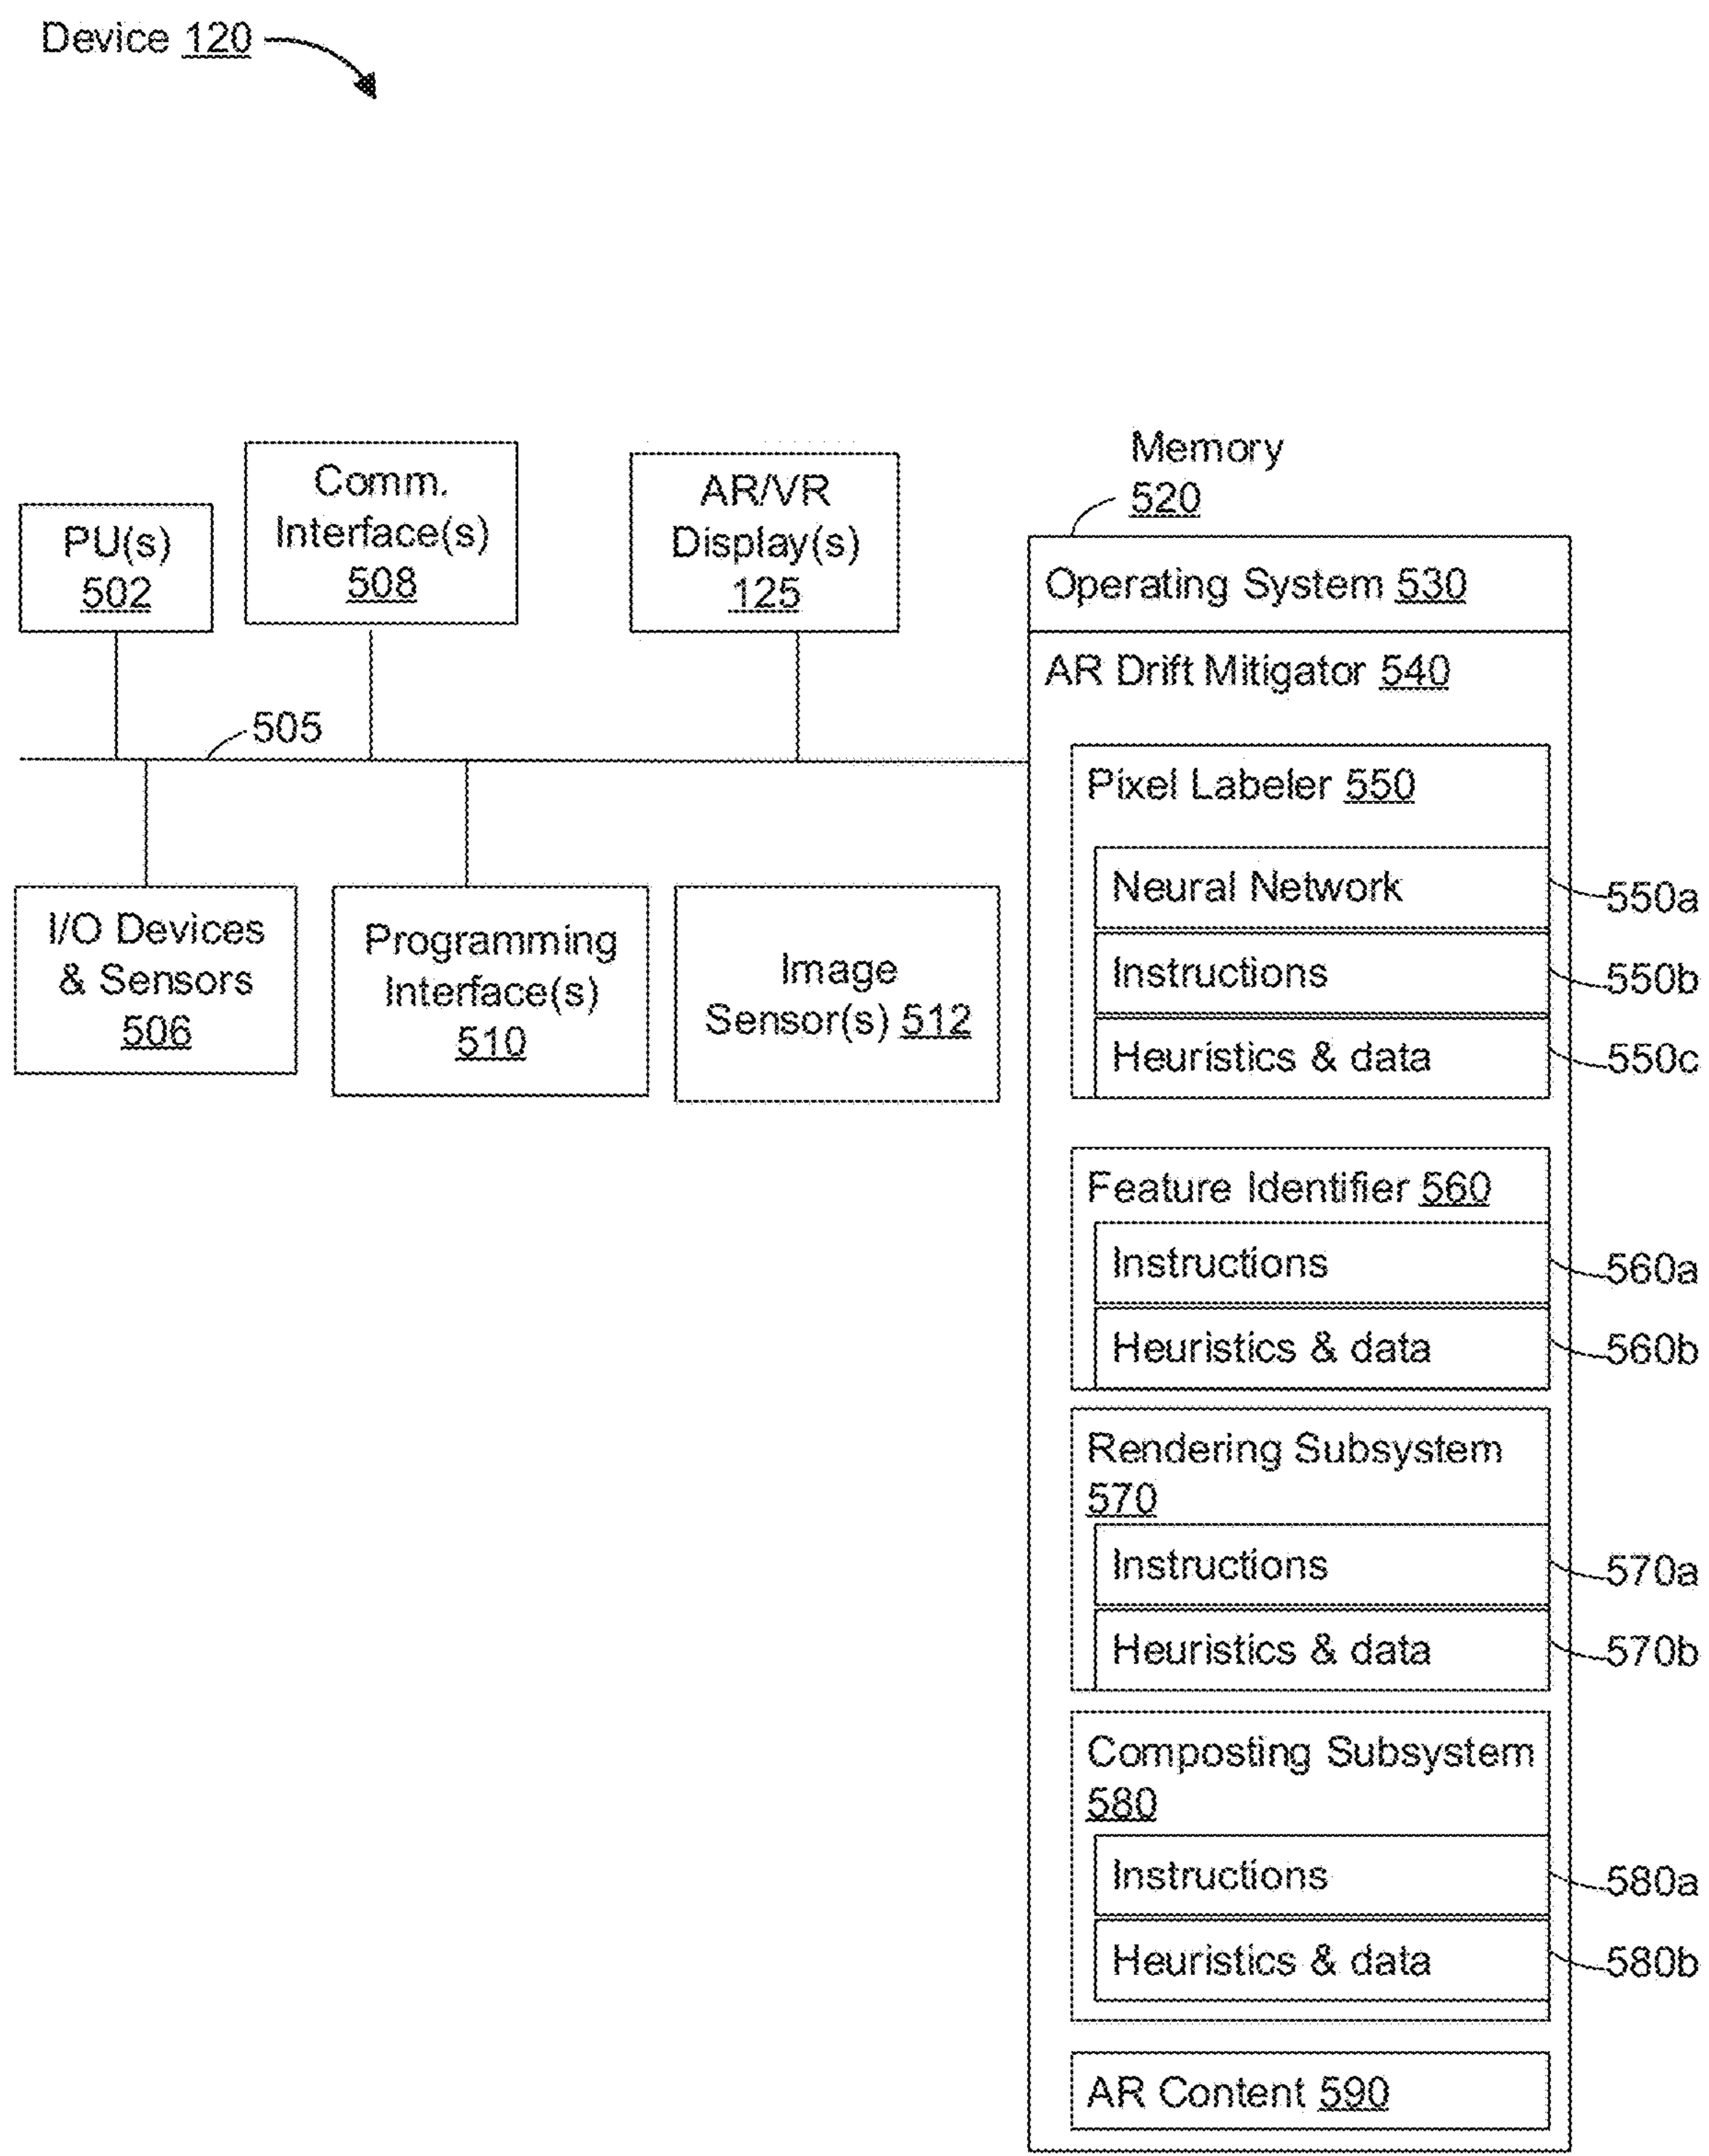 Device 120
Comm.
Interface(s)
508
AR/VR
Display(s)
125
Memory
520
PU(s)
502
Operating System 530
AR Drift Mitigator 540
505
Pixel Labeler 550
Neural Network
550a
Instructions
550b
Heuristics & data
550c
I/O Devices
& Sensors
506
Programming
Interface(s)
510
Image
Sensor(s) 512
Feature Identifier 560
Instructions
560a
Heuristics & data
560b
Rendering Subsystem
570
Instructions
570a
Heuristics & data
570b
Composting Subsystem
580
Instructions
580a
Heuristics & data
580b
AR Content 590